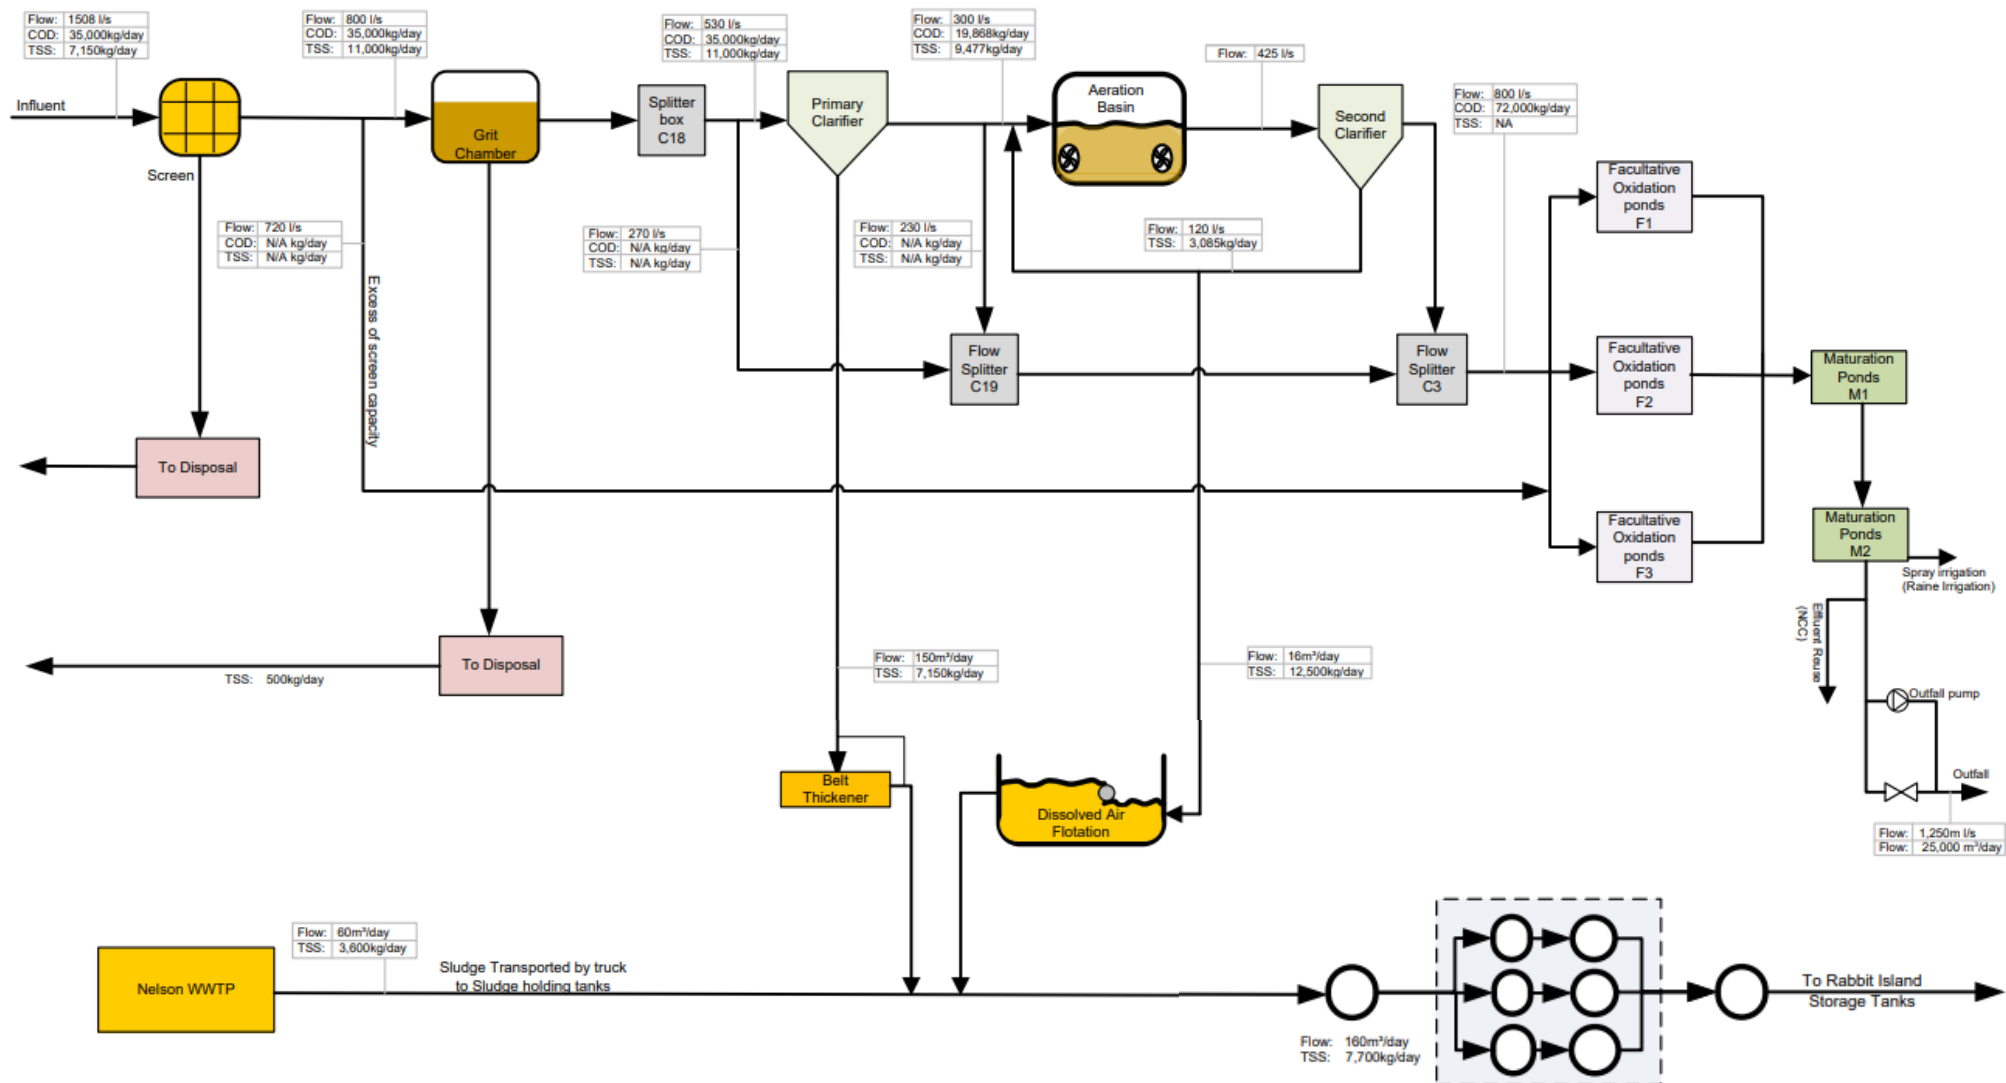 Flow: 1508 l/s
COD: 35,000kg/day
TSS: 7,150kg/day
Flow: 800 l/s
COD: 35,000kg/day
TSS: 11,000kg/day
Flow: 530 l/s
COD: 35,000kg/day
TSS: 11,000kg/day
Flow: 300 l/s
COD: 19,868kg/day
TSS: 9,477kg/day
Flow: 425 l/s
Flow: 800 l/s
COD: 72,000kg/day
TSS: NA
Influent
Screen
Grit
Chamber
Splitter
box
C18
Primary
Clarifier
Aeration
Basin
Second
Clarifier
Facultative
Oxidation
ponds
F1
Flow: 720 l/s
COD: N/A kg/day
TSS: N/A kg/day
Flow: 270 l/s
COD: N/A kg/day
TSS: N/A kg/day
Flow: 230 l/s
COD: N/A kg/day
TSS: N/A kg/day
Flow: 120 l/s
TSS: 3,085kg/day
Excess of screen capacity
Flow
Splitter
C19
Flow
Splitter
C3
Facultative
Oxidation
ponds
F2
Maturation
Ponds
M1
To Disposal
Facultative
Oxidation
ponds
F3
Maturation
Ponds
M2
Spray irrigation
(Raine Irrigation)
Effluent Reuse
(NCC)
To Disposal
TSS: 500kg/day
Flow: 150m³/day
TSS: 7,150kg/day
Flow: 16m³/day
TSS: 12,500kg/day
Outfall pump
Outfall
Belt
Thickener
Dissolved Air
Flotation
Flow: 1,250m l/s
Flow: 25,000 m³/day
Flow: 60m³/day
TSS: 3,600kg/day
Nelson WWTP
Sludge Transported by truck
to Sludge holding tanks
To Rabbit Island
Storage Tanks
Flow: 160m³/day
TSS: 7,700kg/day